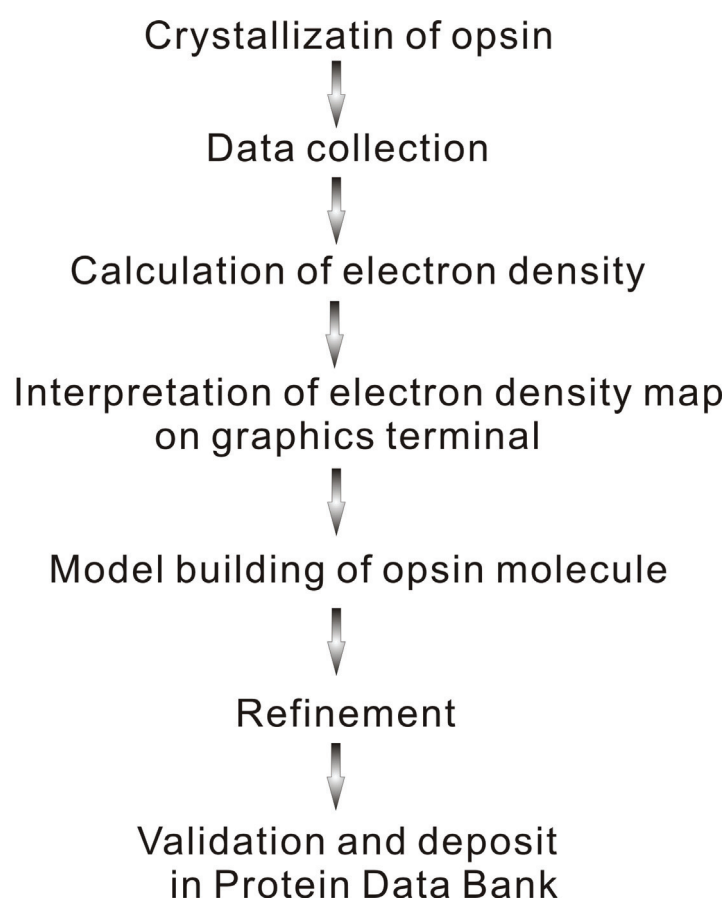 Crystallizatin of opsin
Data collection
Calculation of electron density
Interpretation of electron density map
on graphics terminal
Model building of opsin molecule
Refinement
Validation and deposit
in Protein Data Bank